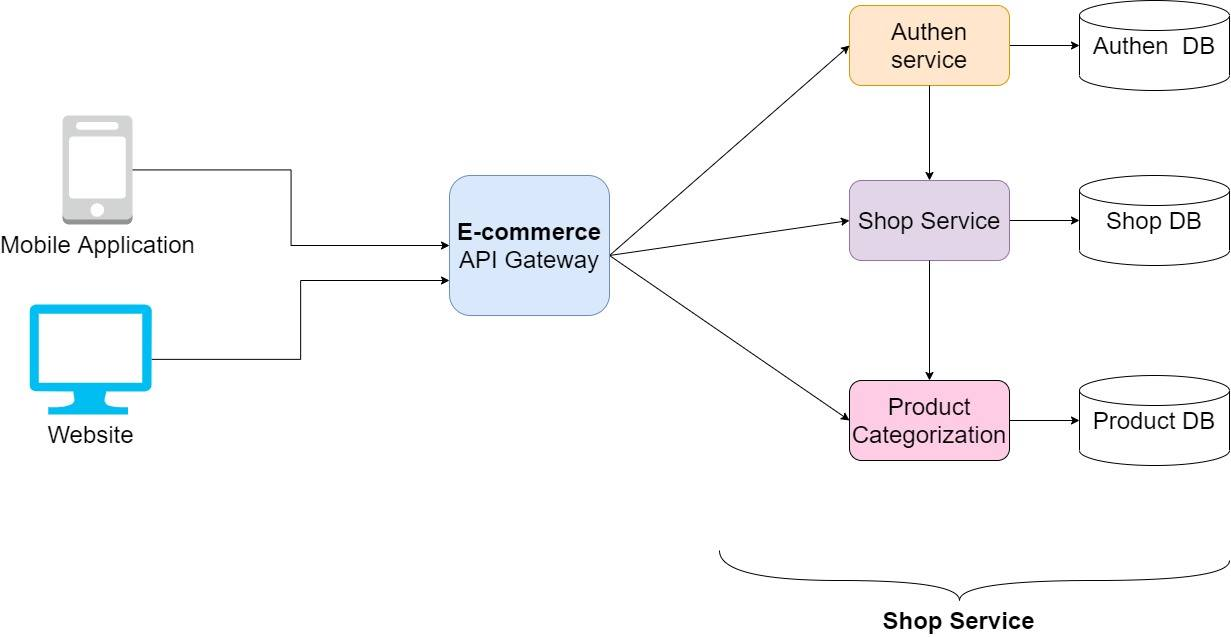 Authen
service
Authen  DB
Mobile Application
E-commerce
API Gateway
Shop Service
Shop DB
Website
Product
Categorization
Product DB
Shop Service